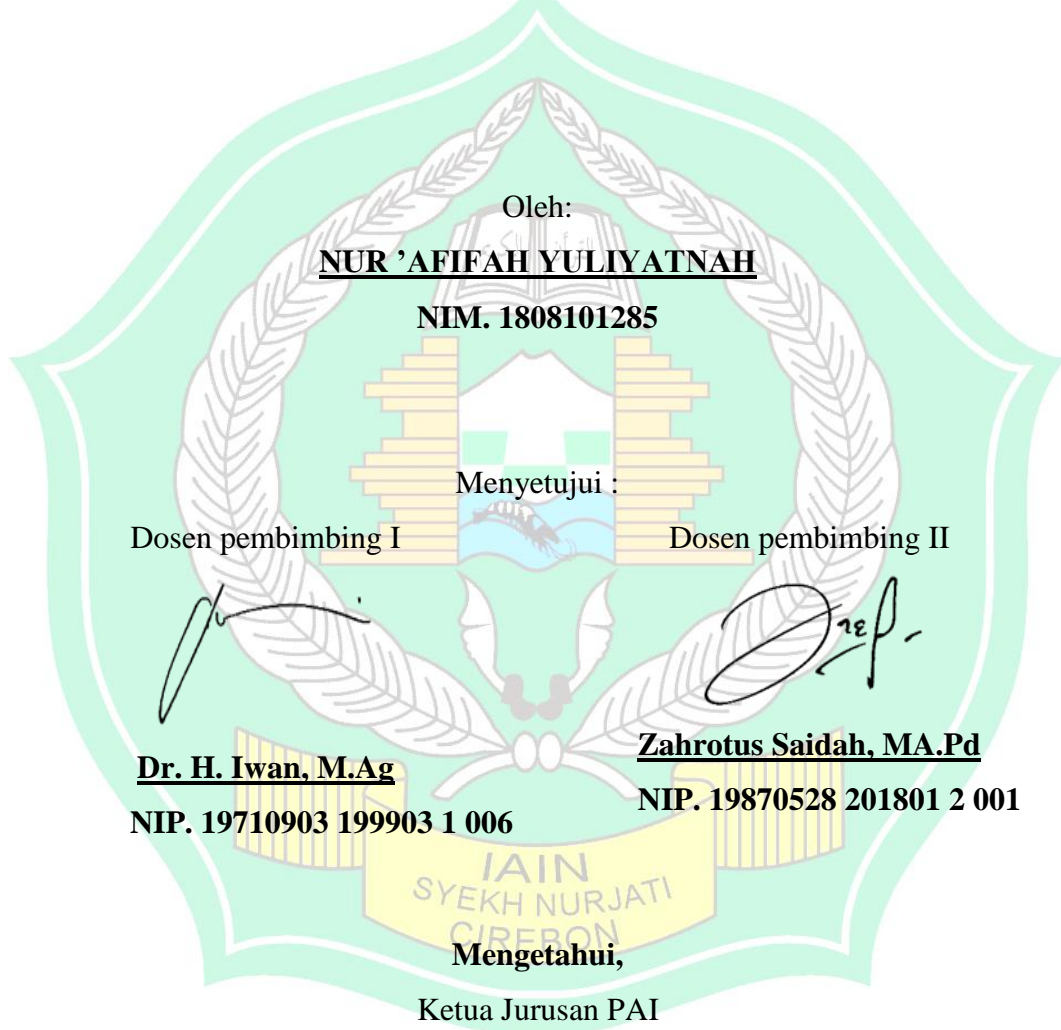 Oleh:
NUR ’AFIFAH YULIYATNAH
NIM. 1808101285
Menyetujui :
Dosen pembimbing I
Dosen pembimbing II
Dr. H. Iwan, M.Ag
NIP. 19710903 199903 1 006
Zahrotus Saidah, MA.Pd
NIP. 19870528 201801 2 001
IAIN
SYEKH NURJATI
CIREBON
Mengetahui,
Ketua Jurusan PAI